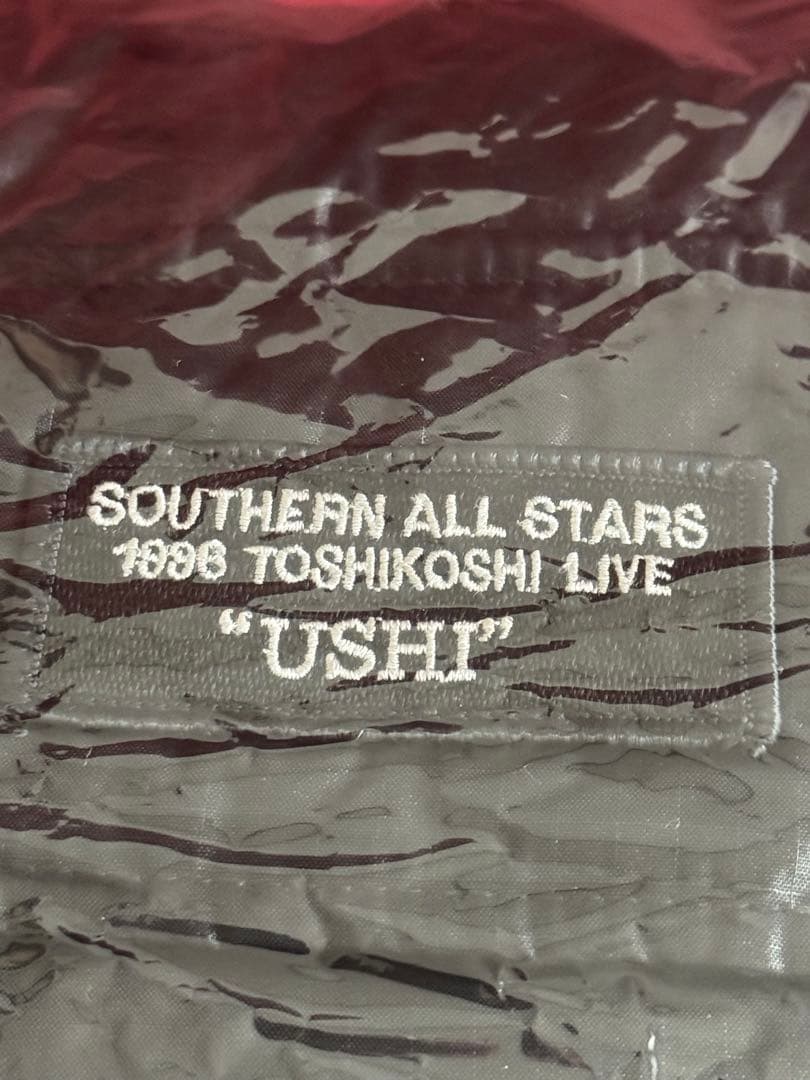 SOUTHERN ALL STARS
1996 TOSHIKOSHI LIVE
“USHI”